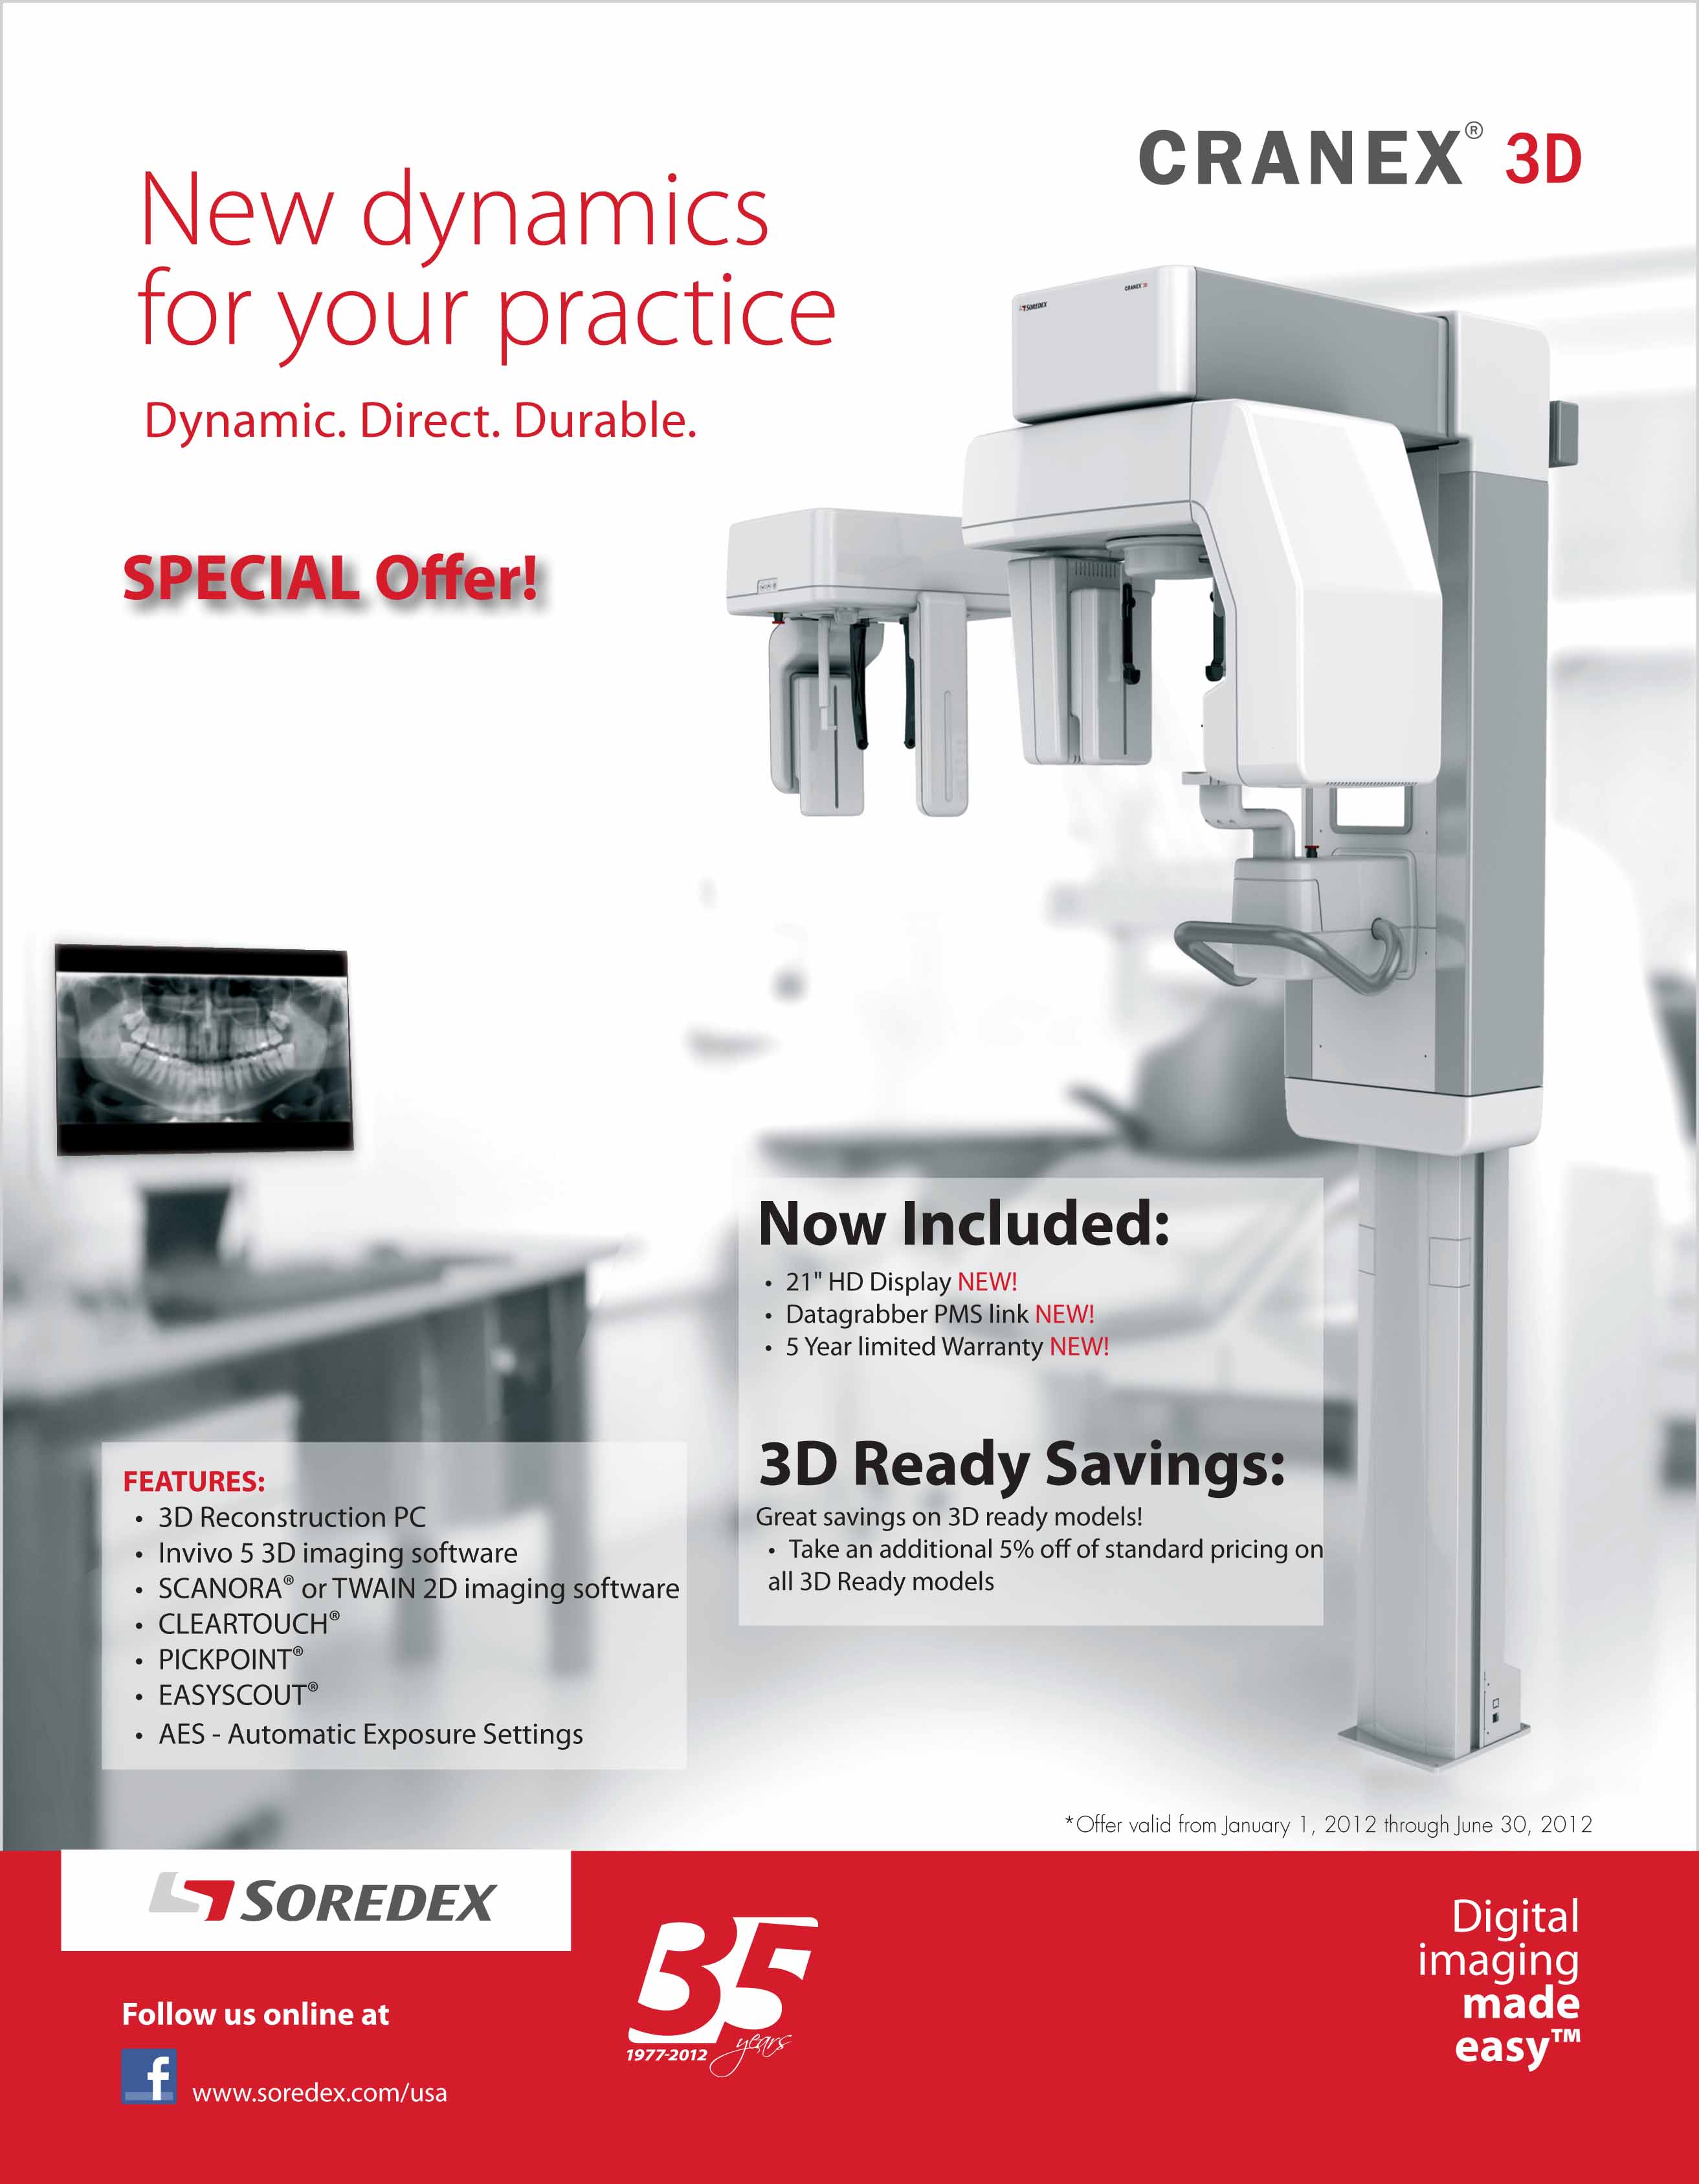 CRANEX® 3D
New dynamics
for your practice
Dynamic. Direct. Durable.
SPECIAL Offer!
SOREDEX
CRANEX 3D
Now Included:
• 21" HD Display NEW!
• Datagrabber PMS link NEW!
• 5 Year limited Warranty NEW!
3D Ready Savings:
Great savings on 3D ready models!
• Take an additional 5% off of standard pricing on
all 3D Ready models
FEATURES:
• 3D Reconstruction PC
• Invivo 5 3D imaging software
• SCANORA® or TWAIN 2D imaging software
• CLEARTOUCH®
• PICKPOINT®
• EASYSCOUT®
• AES - Automatic Exposure Settings
*Offer valid from January 1, 2012 through June 30, 2012
SOREDEX
Follow us online at
f
www.soredex.com/usa
35
years
1977-2012
Digital
imaging
made
easy™